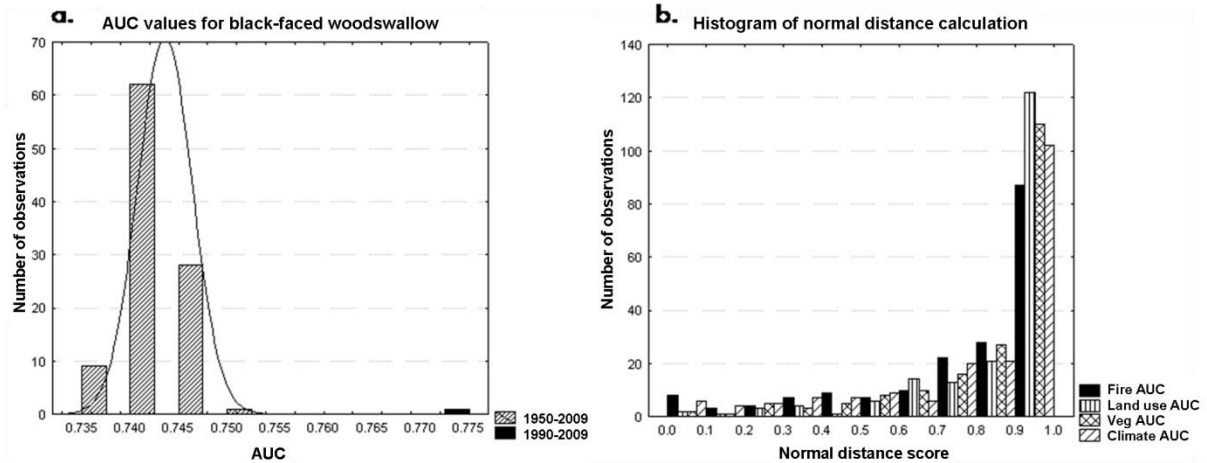 a.
AUC values for black-faced woodswallow
Number of observations
70
60
50
40
30
20
10
0
0.735 0.740 0.745 0.750 0.755 0.760 0.765 0.770 0.775
AUC
1950-2009
1990-2009
b.
Histogram of normal distance calculation
Number of observations
140
120
100
80
60
40
20
0
0.0 0.1 0.2 0.3 0.4 0.5 0.6 0.7 0.8 0.9 1.0
Normal distance score
Fire AUC
Land use AUC
Veg AUC
Climate AUC